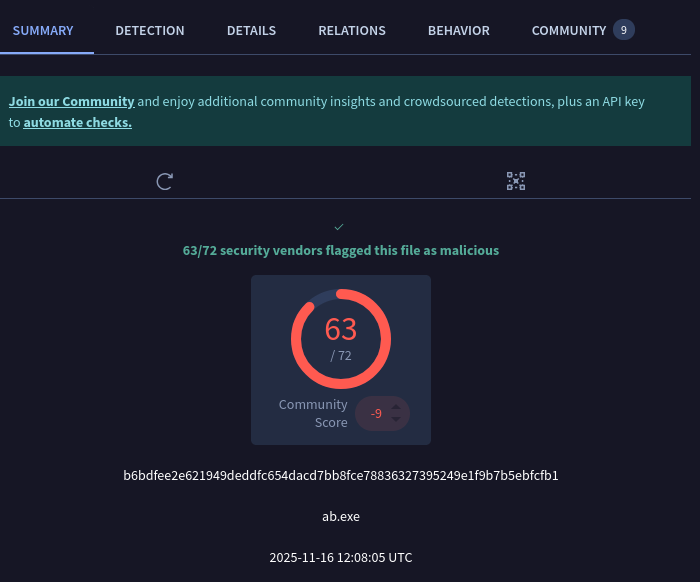 SUMMARY DETECTION DETAILS RELATIONS BEHAVIOR COMMUNITY 9
Join our Community and enjoy additional community insights and crowdsourced detections, plus an API key
to automate checks.
63/72 security vendors flagged this file as malicious
63
/ 72
Community
Score
-9
b6bdfee2e621949deddfc654dacd7bb8fce78836327395249e1f9b7b5ebfcfb1
ab.exe
2025-11-16 12:08:05 UTC